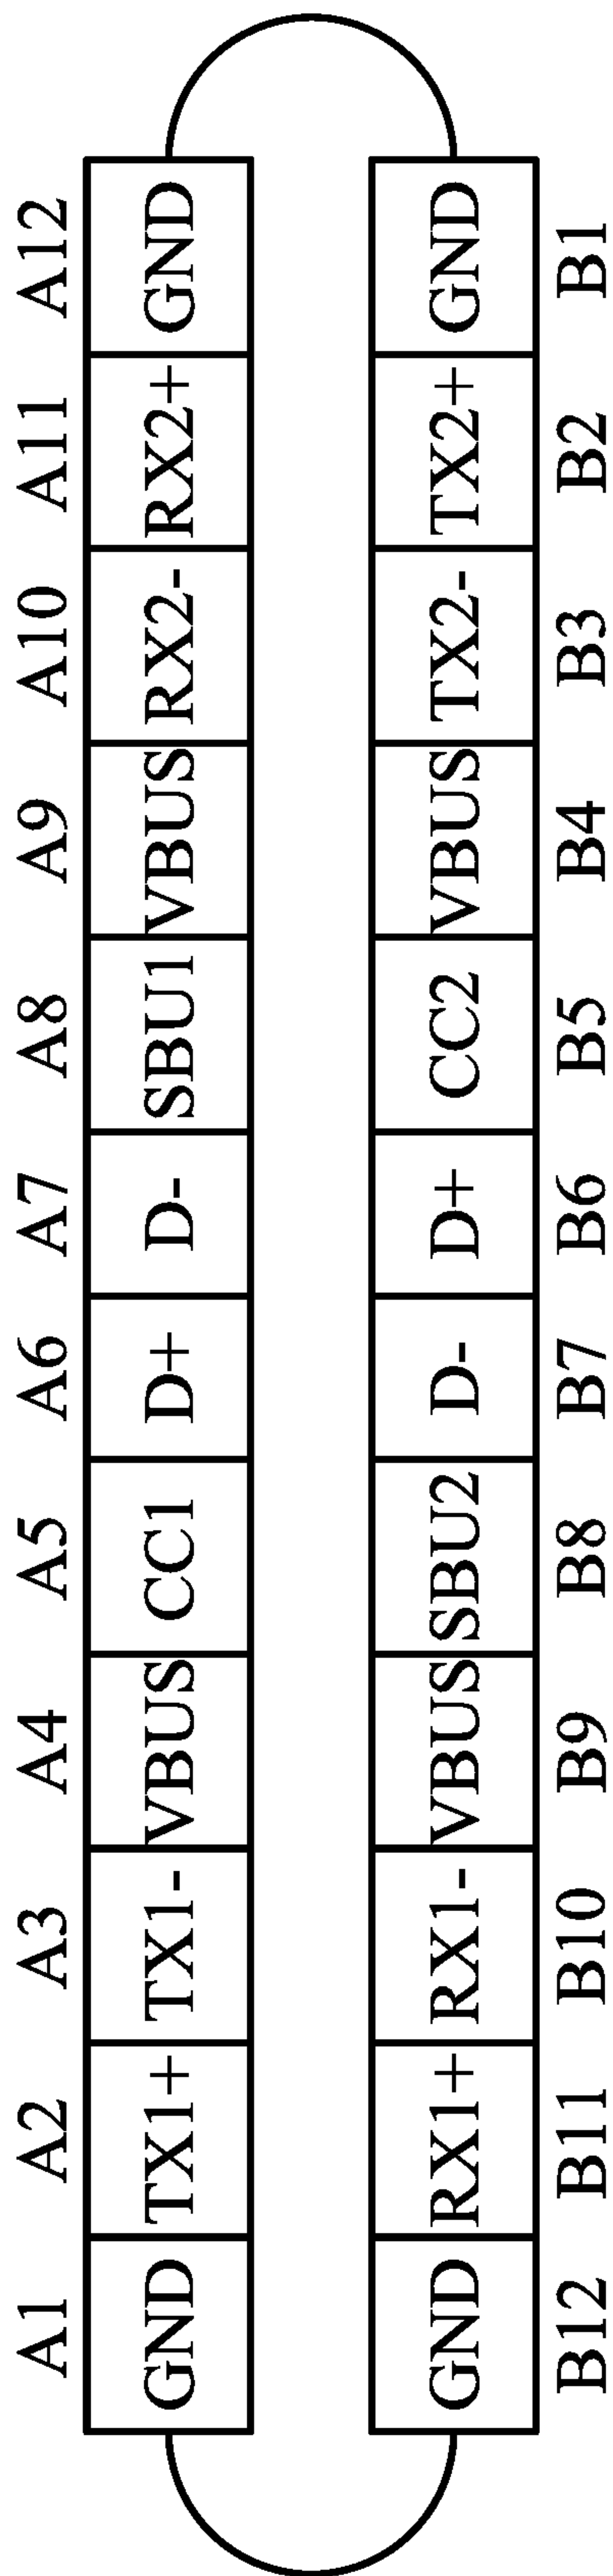 A1 A2 A3 A4 A5 A6 A7 A8 A9 A10 A11 A12
GND TX1+ TX1- VBUS CC1 D+ D- SBU1 VBUS RX2- RX2+ GND
GND RX1+ RX1- VBUS SBU2 D- D+ CC2 VBUS TX2- TX2+ GND
B12 B11 B10 B9 B8 B7 B6 B5 B4 B3 B2 B1